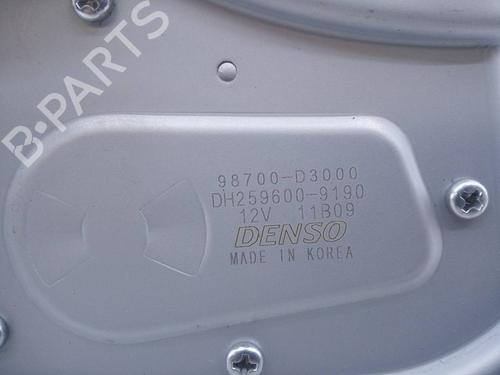 B-PARTS
98700-D3000
DH259600-9190
12V 11B09
DENSO
MADE IN KOREA